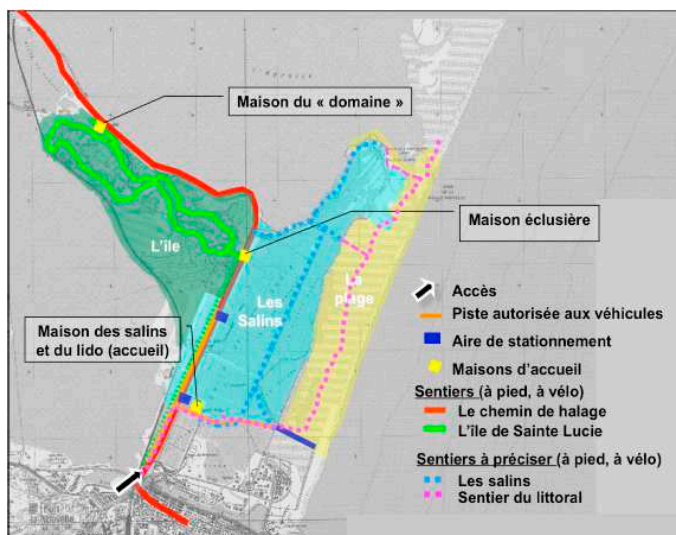 Maison du « domaine »
Maison éclusière
L'île
Les
Salins
La
plage
Maison des salins
et du lido (accueil)
Accès
Piste autorisée aux véhicules
Aire de stationnement
Maisons d'accueil
Sentiers (à pied, à vélo)
Le chemin de halage
L'île de Sainte Lucie
Sentiers à préciser (à pied, à vélo)
Les salins
Sentier du littoral